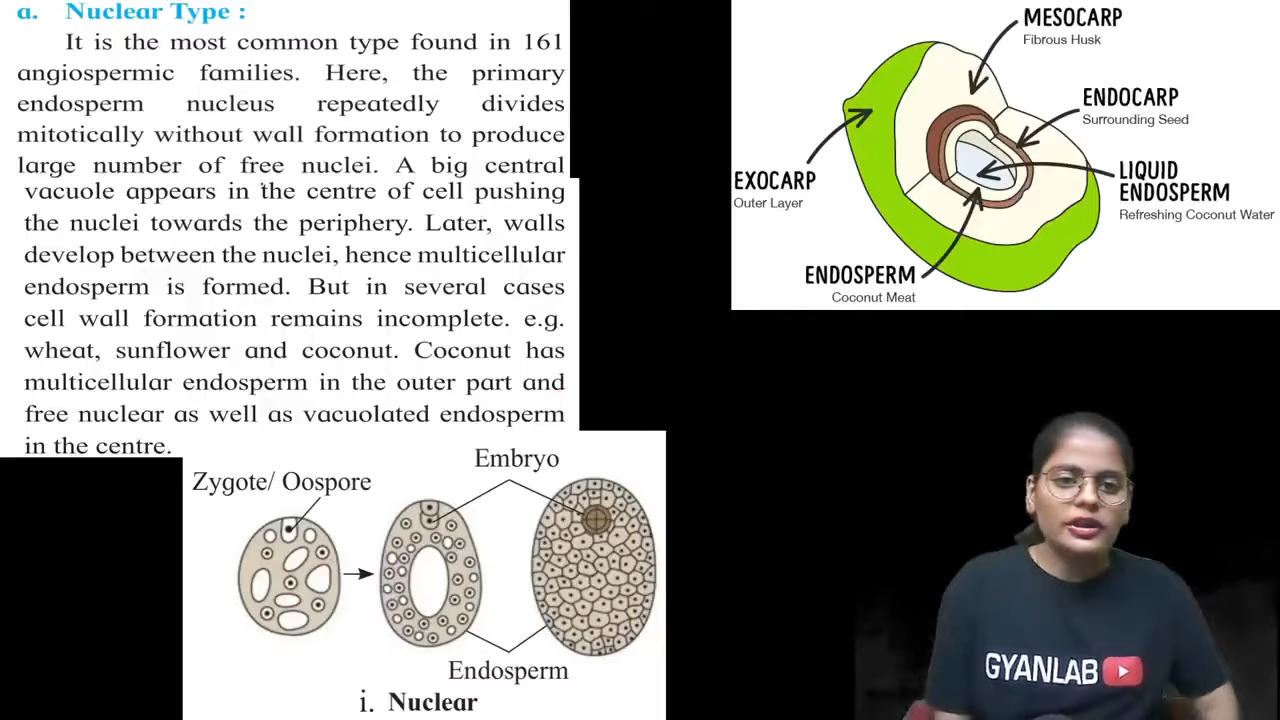 a. Nuclear Type :
It is the most common type found in 161
angiospermic families. Here, the primary
endosperm nucleus repeatedly divides
mitotically without wall formation to produce
large number of free nuclei. A big central
vacuole appears in the centre of cell pushing
the nuclei towards the periphery. Later, walls
develop between the nuclei, hence multicellular
endosperm is formed. But in several cases
cell wall formation remains incomplete. e.g.
wheat, sunflower and coconut. Coconut has
multicellular endosperm in the outer part and
free nuclear as well as vacuolated endosperm
in the centre.
Zygote/ Oospore
Embryo
Endosperm
i. Nuclear
MESOCARP
Fibrous Husk
ENDOCARP
Surrounding Seed
LIQUID
ENDOSPERM
Refreshing Coconut Water
EXOCARP
Outer Layer
ENDOSPERM
Coconut Meat
GYANLAB